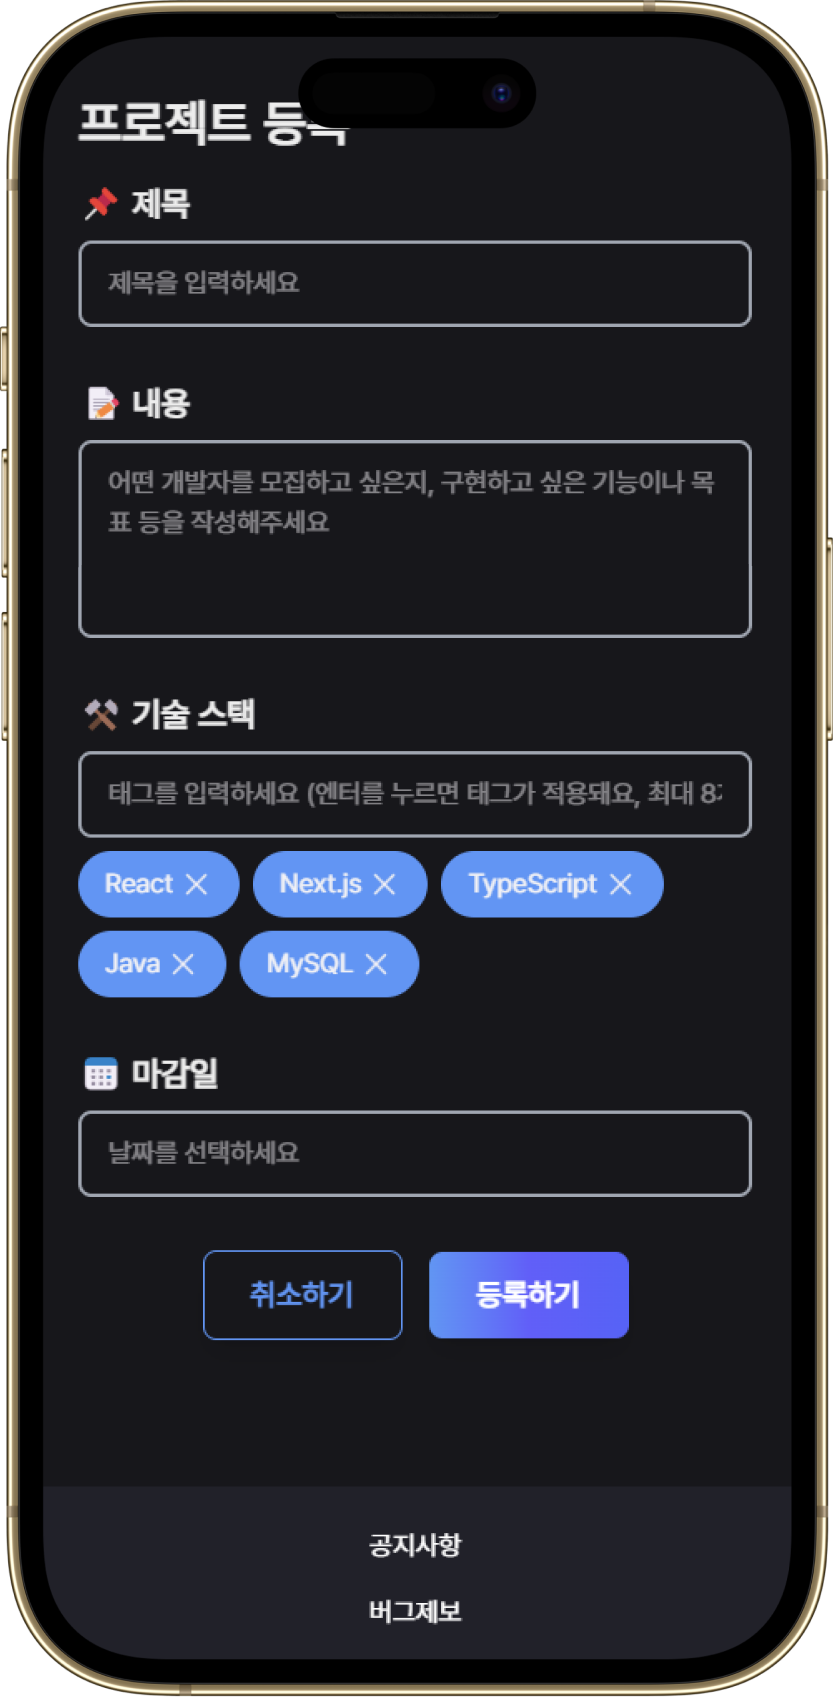 프로젝트 등록
제목
제목을 입력하세요
내용
어떤 개발자를 모집하고 싶은지, 구현하고 싶은 기능이나 목
표 등을 작성해주세요
기술 스택
태그를 입력하세요 (엔터를 누르면 태그가 적용돼요, 최대 8
React
Next.js
TypeScript
Java
MySQL
마감일
날짜를 선택하세요
취소하기
등록하기
공지사항
버그제보